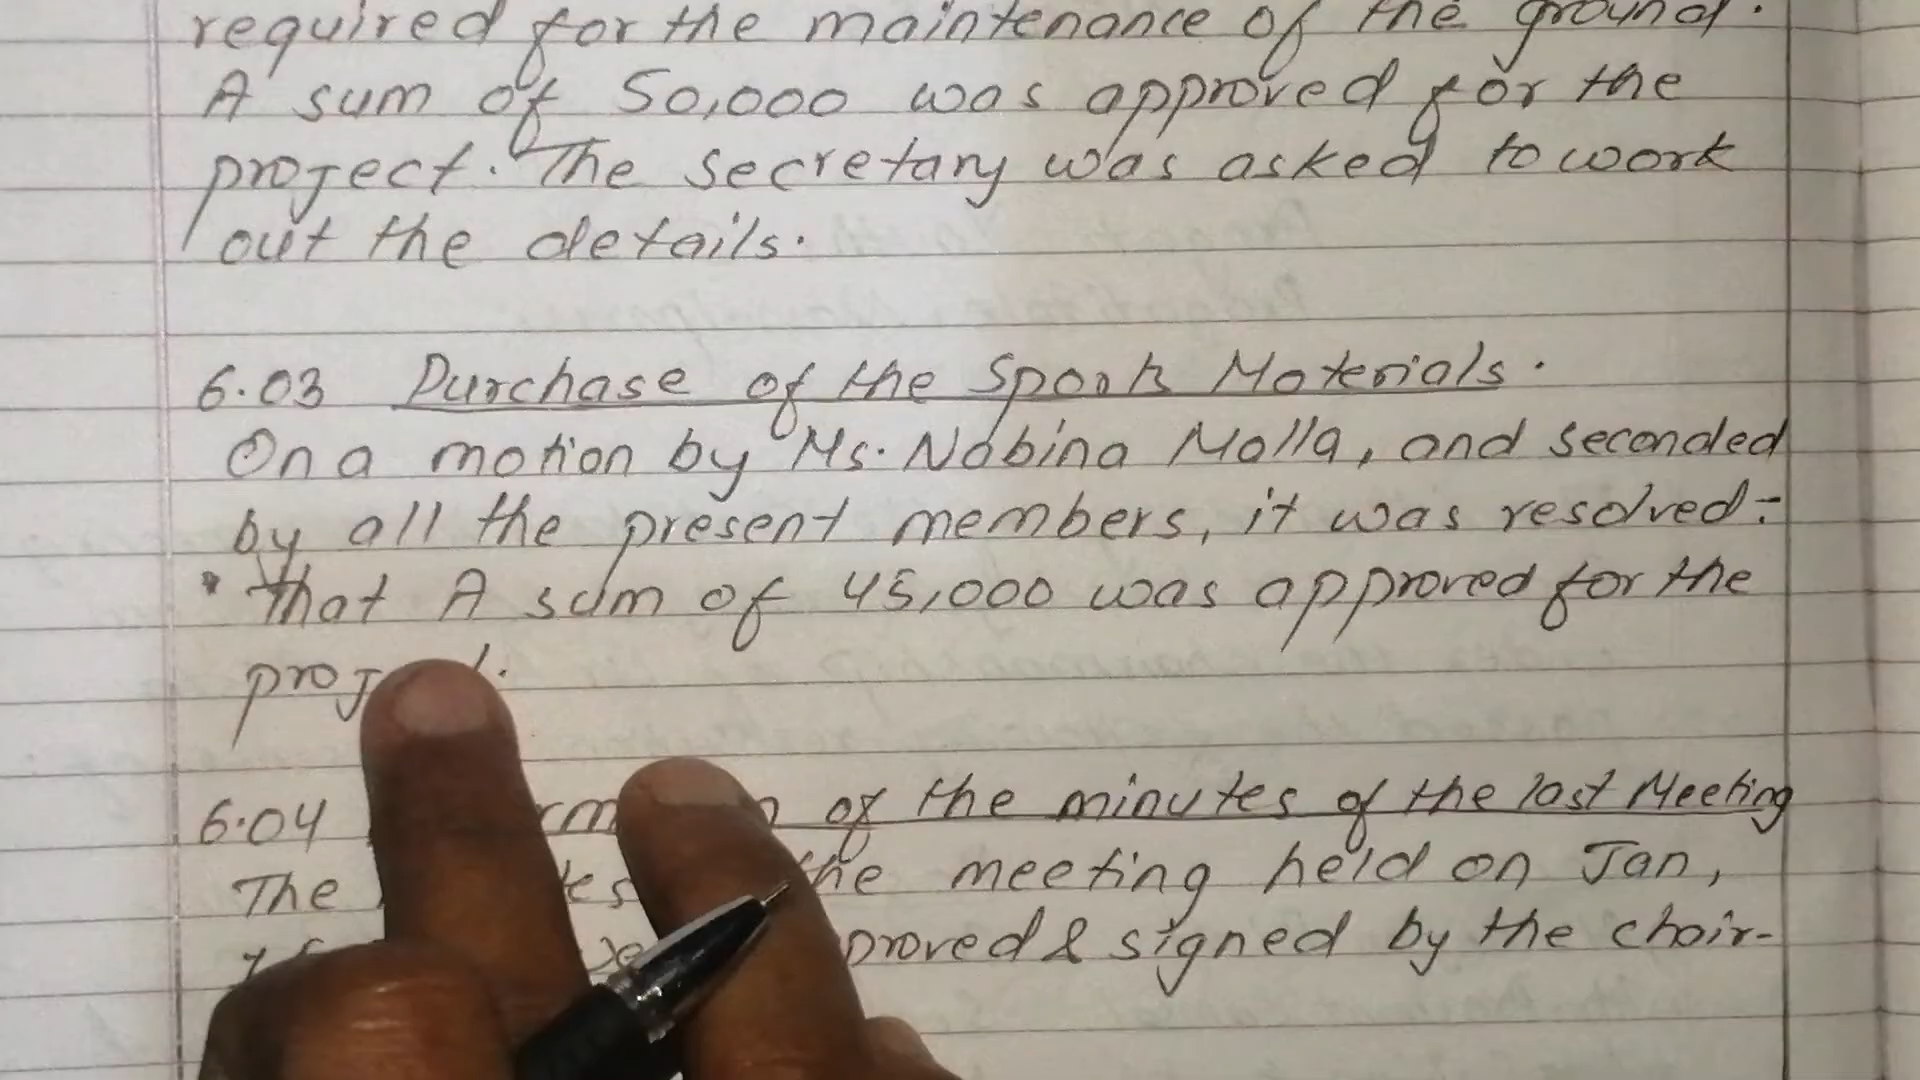 required for the maintenance of the ground.
A sum of 50,000 was approved for the
project. The secretary was asked to work
out the details.
6.03 Purchase of the Sports Materials.
On a motion by Ms. Nabina Malla, and seconded
by all the present members, it was resolved:-
• That A sum of 45,000 was approved for the
6.04 of the minutes of the last Meeting
The the meeting held on Jan,
& signed by the chair-